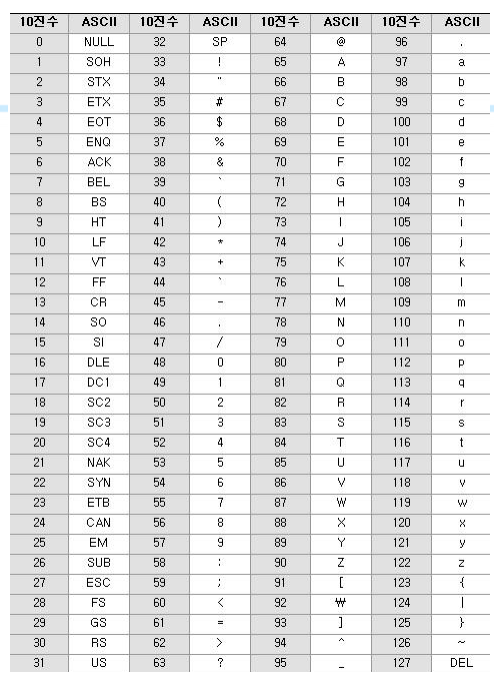 10진수 ASCII 10진수 ASCII 10진수 ASCII 10진수 ASCII
0 NULL 32 SP 64 @ 96 .
1 SOH 33 ! 65 A 97 a
2 STX 34 " 66 B 98 b
3 ETX 35 # 67 C 99 c
4 EOT 36 $ 68 D 100 d
5 ENQ 37 % 69 E 101 e
6 ACK 38 & 70 F 102 f
7 BEL 39 ` 71 G 103 g
8 BS 40 ( 72 H 104 h
9 HT 41 ) 73 I 105 i
10 LF 42 * 74 J 106 j
11 VT 43 + 75 K 107 k
12 FF 44 ` 76 L 108 l
13 CR 45 - 77 M 109 m
14 SO 46 . 78 N 110 n
15 SI 47 / 79 O 111 o
16 DLE 48 0 80 P 112 p
17 DC1 49 1 81 Q 113 q
18 SC2 50 2 82 R 114 r
19 SC3 51 3 83 S 115 s
20 SC4 52 4 84 T 116 t
21 NAK 53 5 85 U 117 u
22 SYN 54 6 86 V 118 v
23 ETB 55 7 87 W 119 w
24 CAN 56 8 88 X 120 x
25 EM 57 9 89 Y 121 y
26 SUB 58 : 90 Z 122 z
27 ESC 59 ; 91 [ 123 {
28 FS 60 < 92 ₩ 124 |
29 GS 61 = 93 ] 125 }
30 RS 62 > 94 ^ 126 ~
31 US 63 ? 95 _ 127 DEL